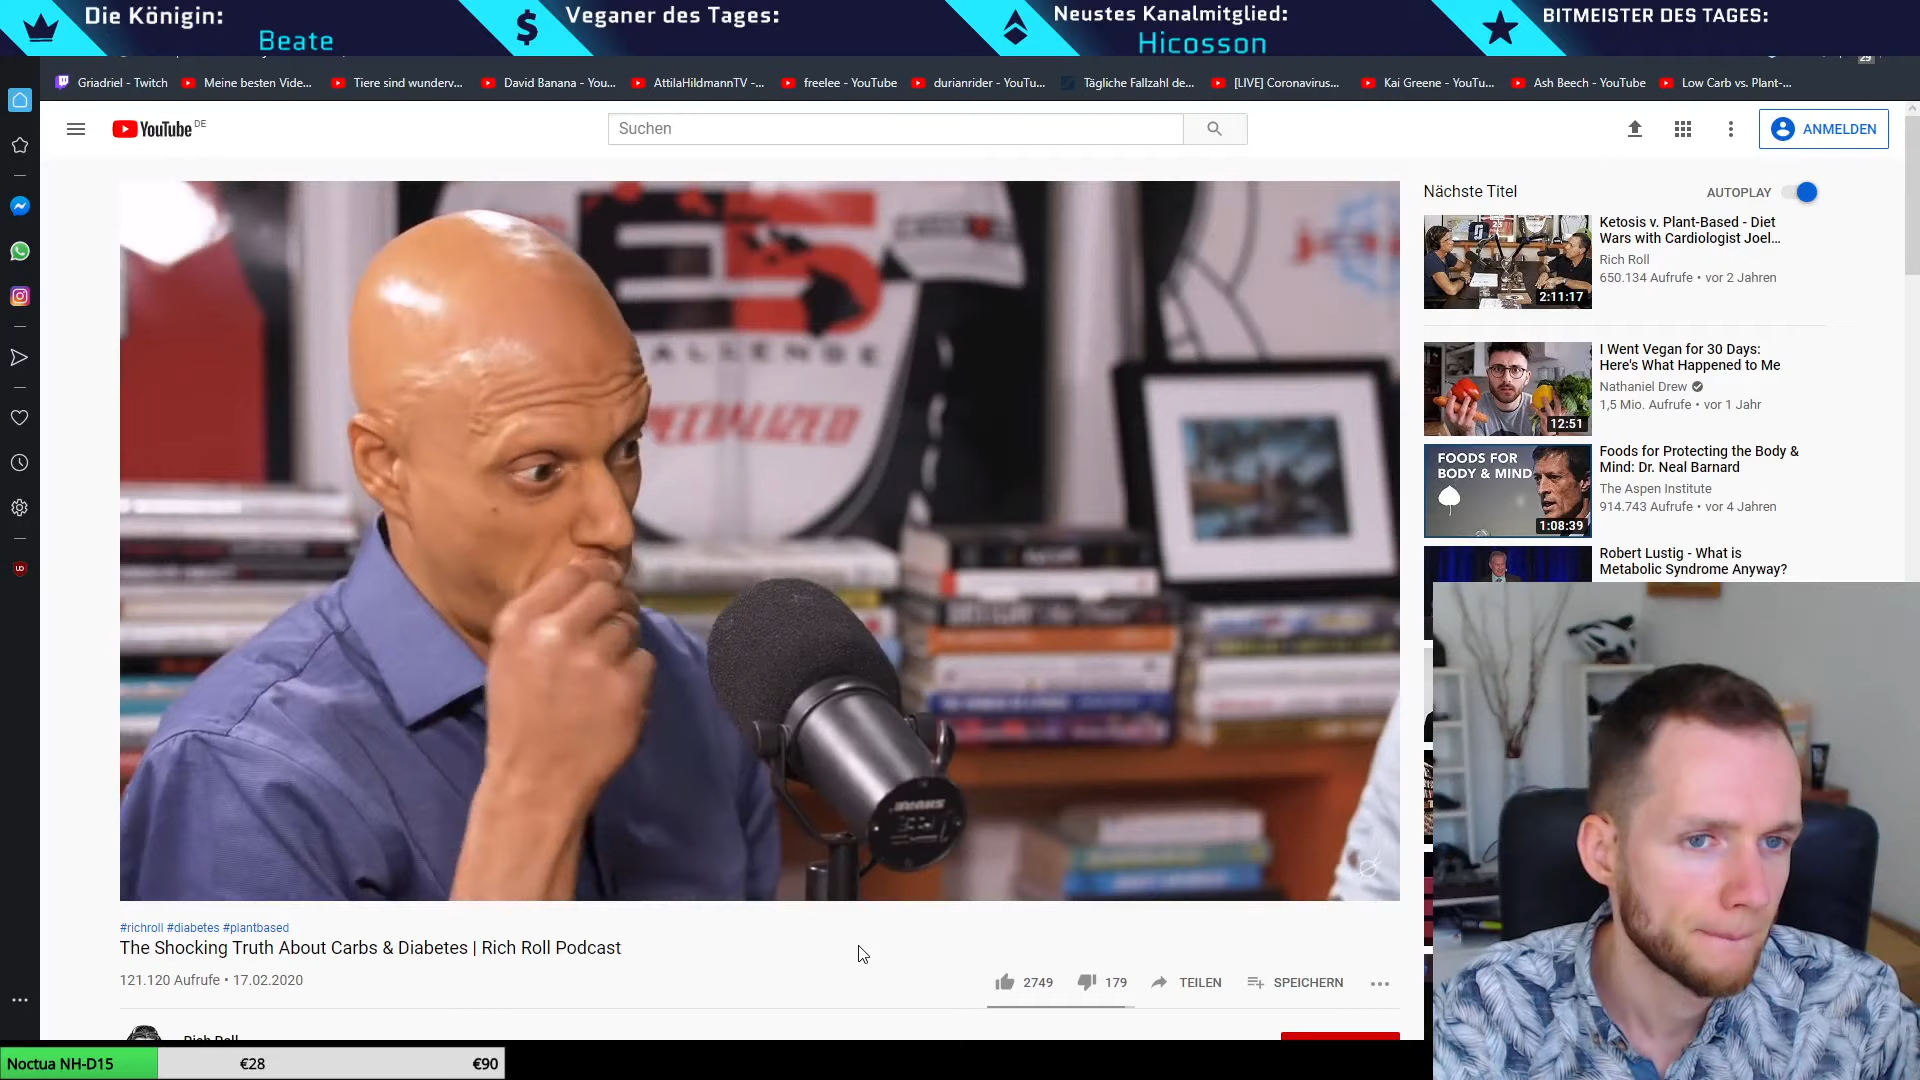 Die Königin:
Beate
Veganer des Tages:
Neustes Kanalmitglied:
Hicosson
BITMEISTER DES TAGES:
29
Griadriel - Twitch
Meine besten Vide...
Tiere sind wunderv...
David Banana - You...
AttilaHildmannTV -...
freelee - YouTube
durianrider - YouTu...
Tägliche Fallzahl de...
[LIVE] Coronavirus...
Kai Greene - YouTu...
Ash Beech - YouTube
Low Carb vs. Plant-...
YouTube DE
Suchen
ANMELDEN
CHALLENGE
SPECIALIZED
SHURE
Nächste Titel
AUTOPLAY
Ketosis v. Plant-Based - Diet
Wars with Cardiologist Joel...
Rich Roll
650.134 Aufrufe • vor 2 Jahren
2:11:17
I Went Vegan for 30 Days:
Here's What Happened to Me
Nathaniel Drew
1,5 Mio. Aufrufe • vor 1 Jahr
12:51
FOODS FOR
BODY & MIND
1:08:39
Foods for Protecting the Body &
Mind: Dr. Neal Barnard
The Aspen Institute
914.743 Aufrufe • vor 4 Jahren
Robert Lustig - What is
Metabolic Syndrome Anyway?
#richroll #diabetes #plantbased
The Shocking Truth About Carbs & Diabetes | Rich Roll Podcast
121.120 Aufrufe • 17.02.2020
2749
179
TEILEN
SPEICHERN
Rich Roll
Noctua NH-D15
€28
€90